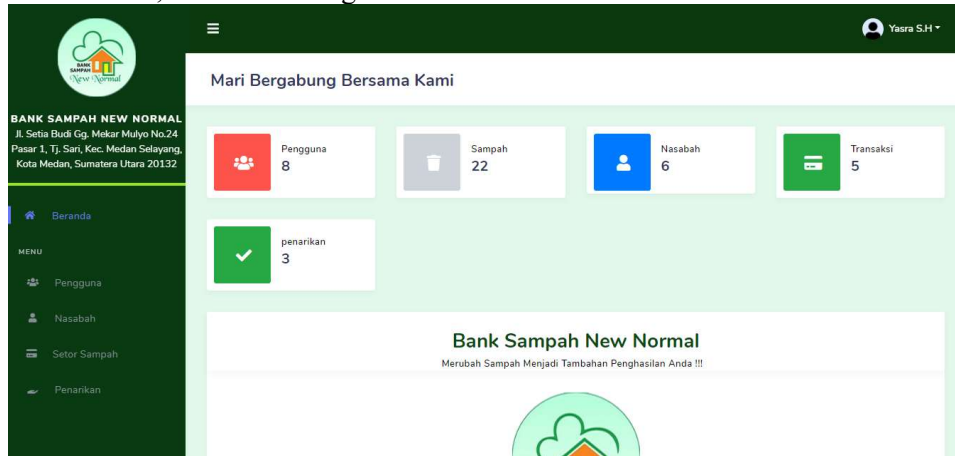 BANK
SAMPAH
New Normal
BANK SAMPAH NEW NORMAL
Jl. Setia Budi Gg. Mekar Mulyo No.24
Pasar 1, Tj. Sari, Kec. Medan Selayang,
Kota Medan, Sumatera Utara 20132
Beranda
MENU
Pengguna
Nasabah
Setor Sampah
Penarikan
Yasra S.H
Mari Bergabung Bersama Kami
Pengguna
8
Sampah
22
Nasabah
6
Transaksi
5
penarikan
3
Bank Sampah New Normal
Merubah Sampah Menjadi Tambahan Penghasilan Anda !!!